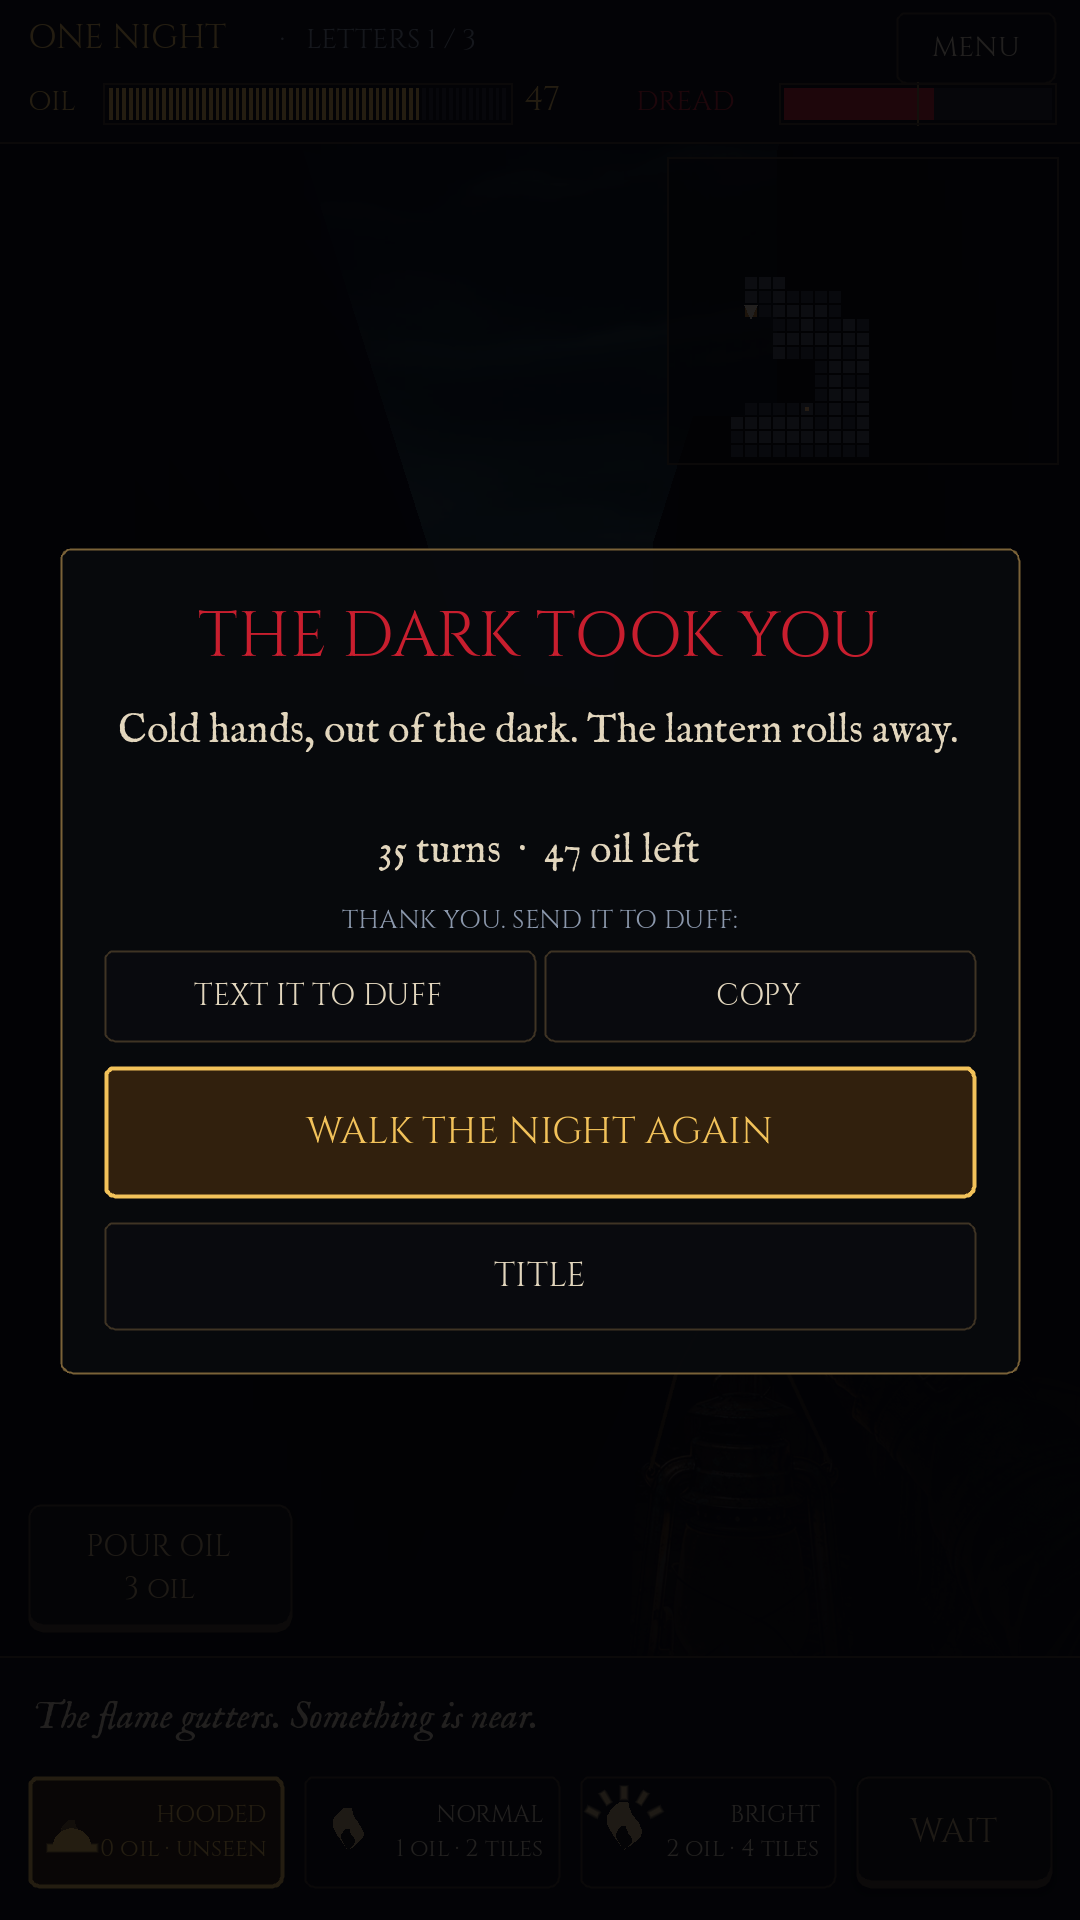 ONE NIGHT · LETTERS 1 / 3
MENU
OIL 47 DREAD
THE DARK TOOK YOU
Cold hands, out of the dark. The lantern rolls away.
35 turns · 47 oil left
THANK YOU. SEND IT TO DUFF:
TEXT IT TO DUFF
COPY
WALK THE NIGHT AGAIN
TITLE
POUR OIL
3 OIL
The flame gutters. Something is near.
HOODED
0 OIL · UNSEEN
NORMAL
1 OIL · 2 TILES
BRIGHT
2 OIL · 4 TILES
WAIT